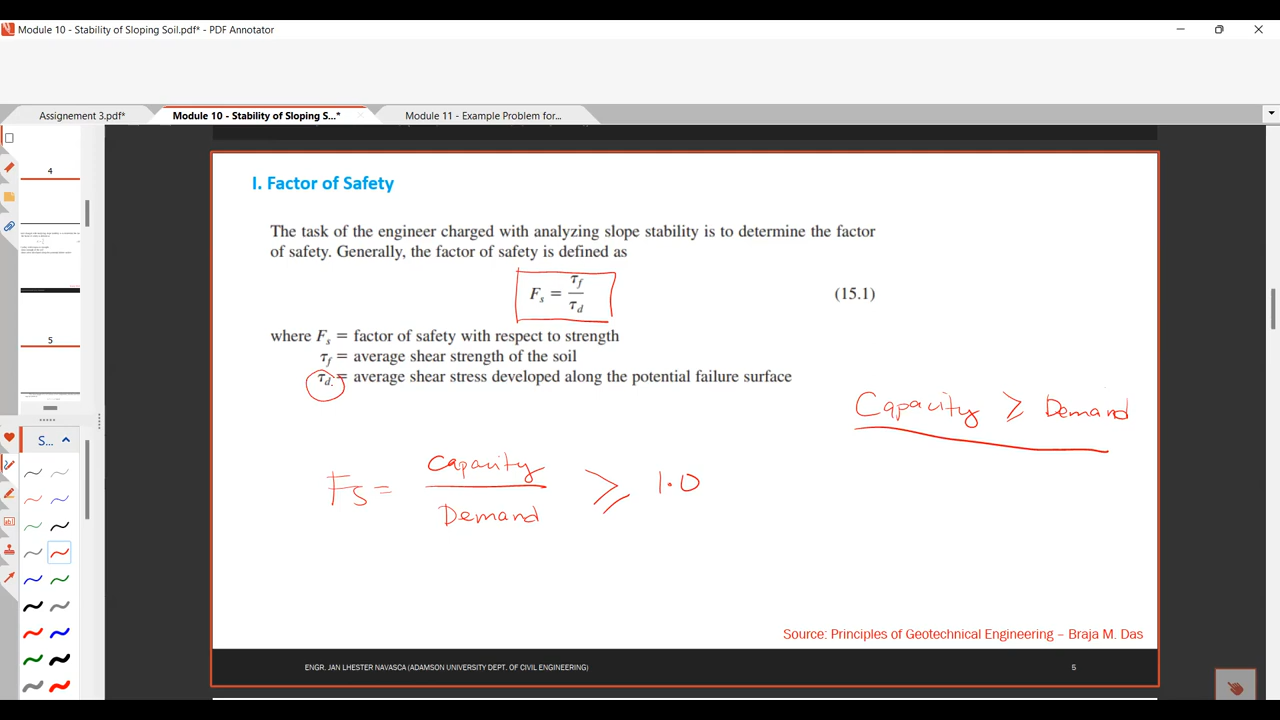 Module 10 - Stability of Sloping Soil.pdf* - PDF Annotator
Assignement 3.pdf*
Module 10 - Stability of Sloping S...*
Module 11 - Example Problem for...
4
5
S...
I. Factor of Safety
The task of the engineer charged with analyzing slope stability is to determine the factor
of safety. Generally, the factor of safety is defined as
Fs = τf / τd (15.1)
where Fs = factor of safety with respect to strength
τf = average shear strength of the soil
τd = average shear stress developed along the potential failure surface
Capacity ≥ Demand
Fs = Capacity / Demand ≥ 1.0
Source: Principles of Geotechnical Engineering – Braja M. Das
ENGR. JAN LHESTER NAVASCA (ADAMSON UNIVERSITY DEPT. OF CIVIL ENGINEERING)
5